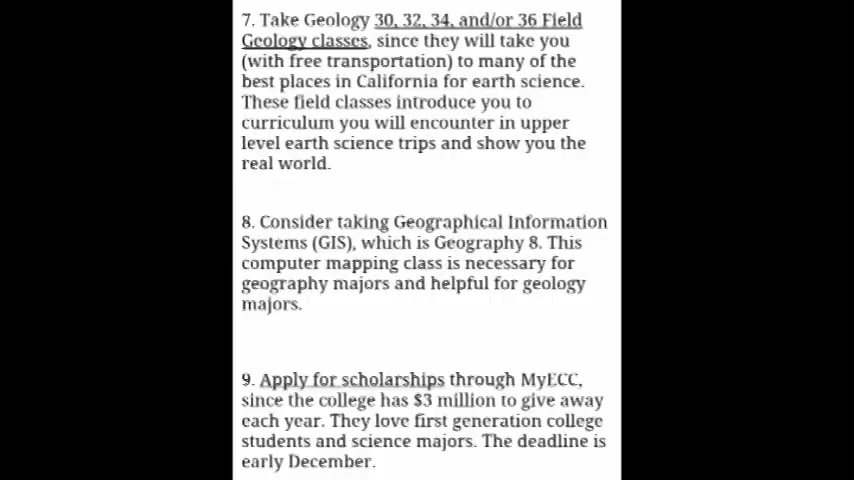 7. Take Geology 30, 32, 34, and/or 36 Field
Geology classes, since they will take you
(with free transportation) to many of the
best places in California for earth science.
These field classes introduce you to
curriculum you will encounter in upper
level earth science trips and show you the
real world.
8. Consider taking Geographical Information
Systems (GIS), which is Geography 8. This
computer mapping class is necessary for
geography majors and helpful for geology
majors.
9. Apply for scholarships through MyECC,
since the college has $3 million to give away
each year. They love first generation college
students and science majors. The deadline is
early December.